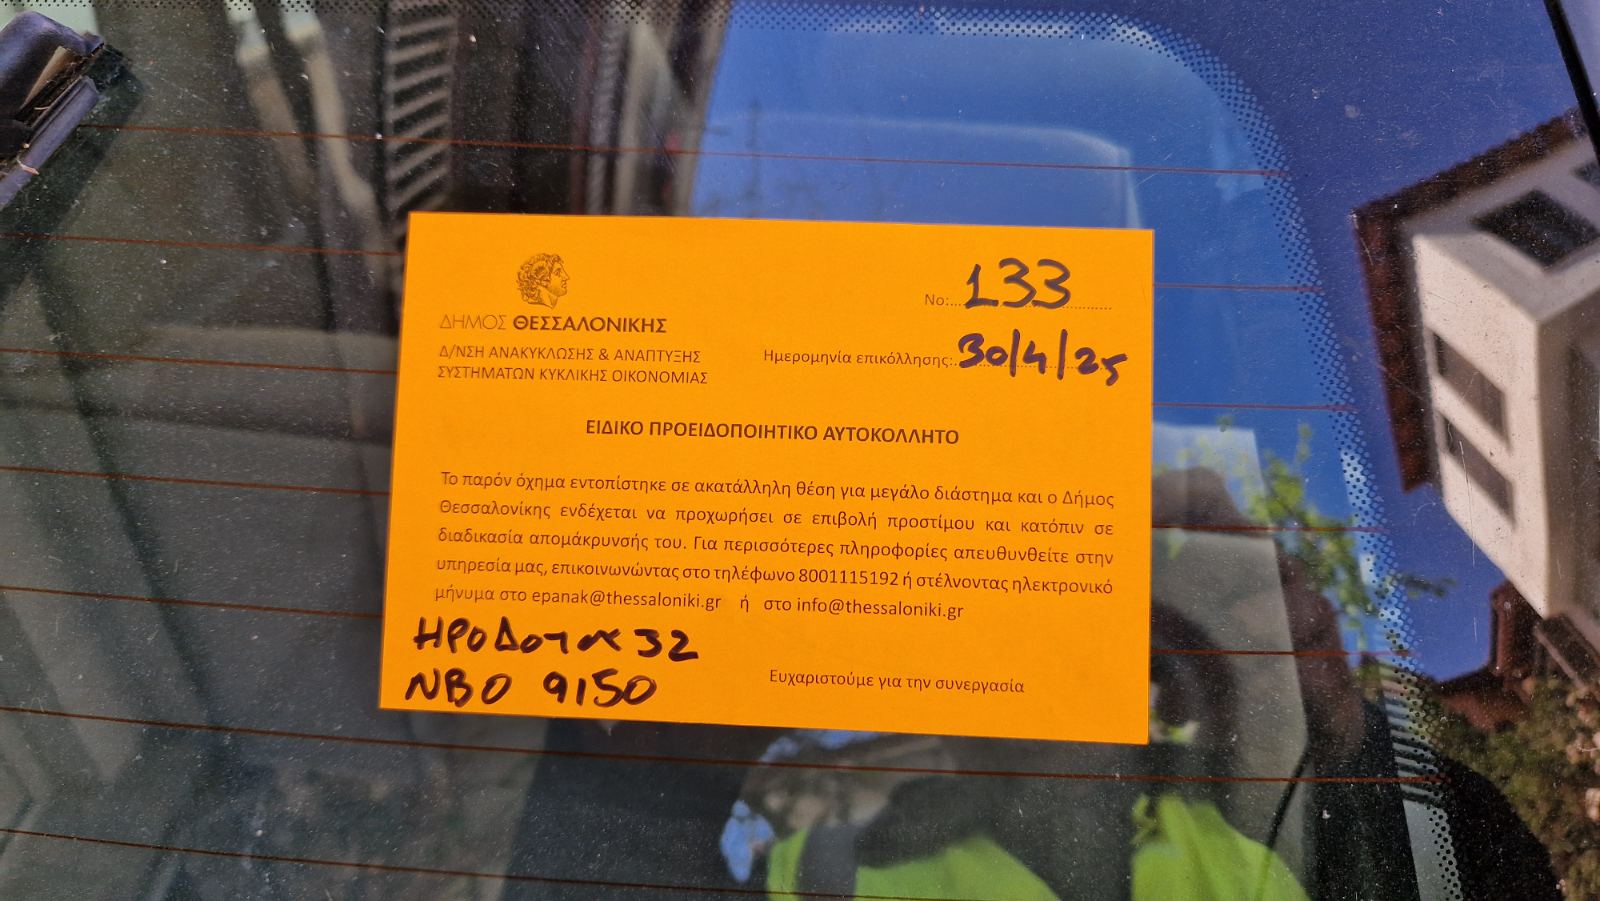 ΔΗΜΟΣ ΘΕΣΣΑΛΟΝΙΚΗΣ
Δ/ΝΣΗ ΑΝΑΚΥΚΛΩΣΗΣ & ΑΝΑΠΤΥΞΗΣ
ΣΥΣΤΗΜΑΤΩΝ ΚΥΚΛΙΚΗΣ ΟΙΚΟΝΟΜΙΑΣ
Νο: 133
Ημερομηνία επικόλλησης: 30/4/25
ΕΙΔΙΚΟ ΠΡΟΕΙΔΟΠΟΙΗΤΙΚΟ ΑΥΤΟΚΟΛΛΗΤΟ
Το παρόν όχημα εντοπίστηκε σε ακατάλληλη θέση για μεγάλο διάστημα και ο Δήμος
Θεσσαλονίκης ενδέχεται να προχωρήσει σε επιβολή προστίμου και κατόπιν σε
διαδικασία απομάκρυνσής του. Για περισσότερες πληροφορίες απευθυνθείτε στην
υπηρεσία μας, επικοινωνώντας στο τηλέφωνο 8001115192 ή στέλνοντας ηλεκτρονικό
μήνυμα στο epanak@thessaloniki.gr ή στο info@thessaloniki.gr
ΗΡΟΔΟΤΟΥ 32
ΝΒΟ 9150
Ευχαριστούμε για την συνεργασία